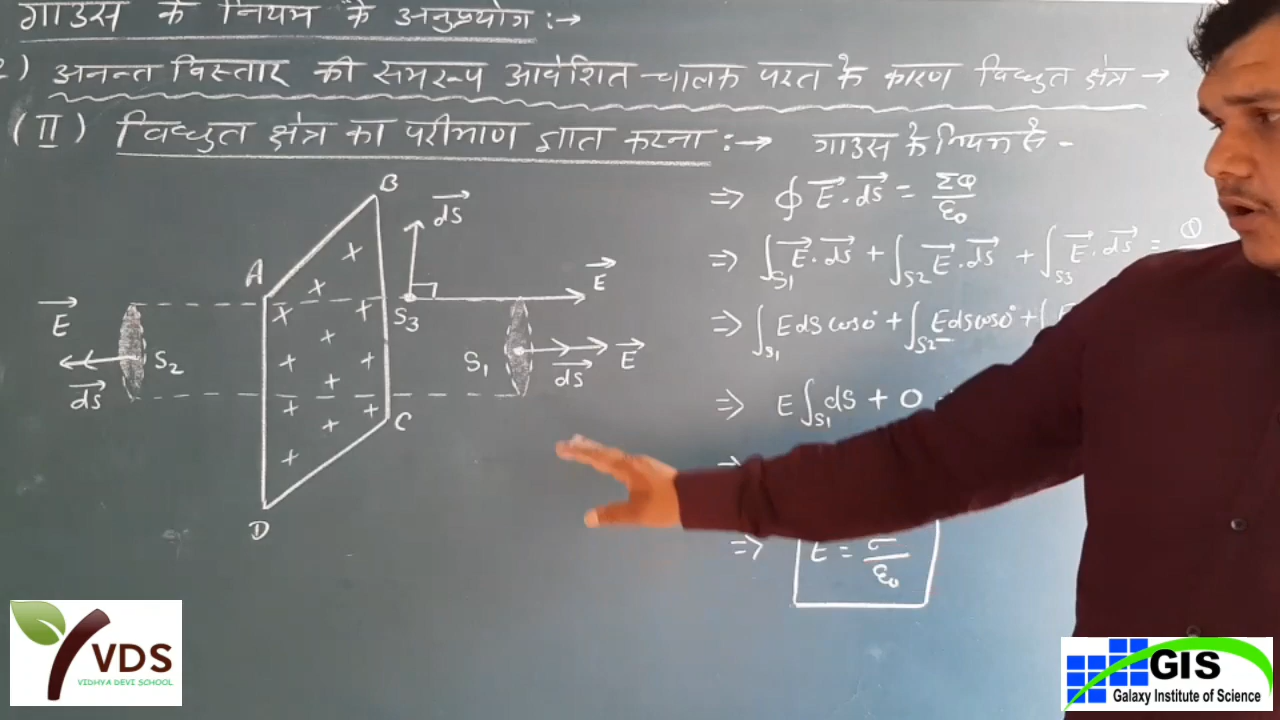 गाउस के नियम के अनुप्रयोग :→
2) अनन्त विस्तार की समरूप आवेशित चालक परत के कारण विद्युत क्षेत्र →
(II) विद्युत क्षेत्र का परीमाण ज्ञात करना :→ गाउस के नियम से -
⇒ ∮ E⃗ . ds⃗ = ΣQ/ε₀
⇒ ∫S1 E⃗ . ds⃗ + ∫S2 E⃗ . ds⃗ + ∫S3 E⃗ . ds⃗ = Q
⇒ ∫S1 E ds cos0° + ∫S2 E ds cos0° + ∫
⇒ E ∫S1 ds + 0
⇒
⇒ E = σ/ε₀
B
ds⃗
A
E⃗
E⃗
S3
S2
S1
E⃗
ds⃗
ds⃗
C
D
VDS
VIDHYA DEVI SCHOOL
GIS
Galaxy Institute of Science